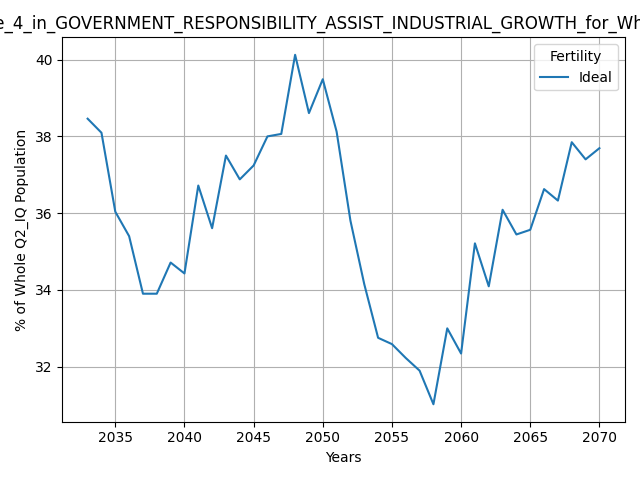 e_4_in_GOVERNMENT_RESPONSIBILITY_ASSIST_INDUSTRIAL_GROWTH_for_Wh
Fertility
Ideal
% of Whole Q2_IQ Population
40
38
36
34
32
2035 2040 2045 2050 2055 2060 2065 2070
Years